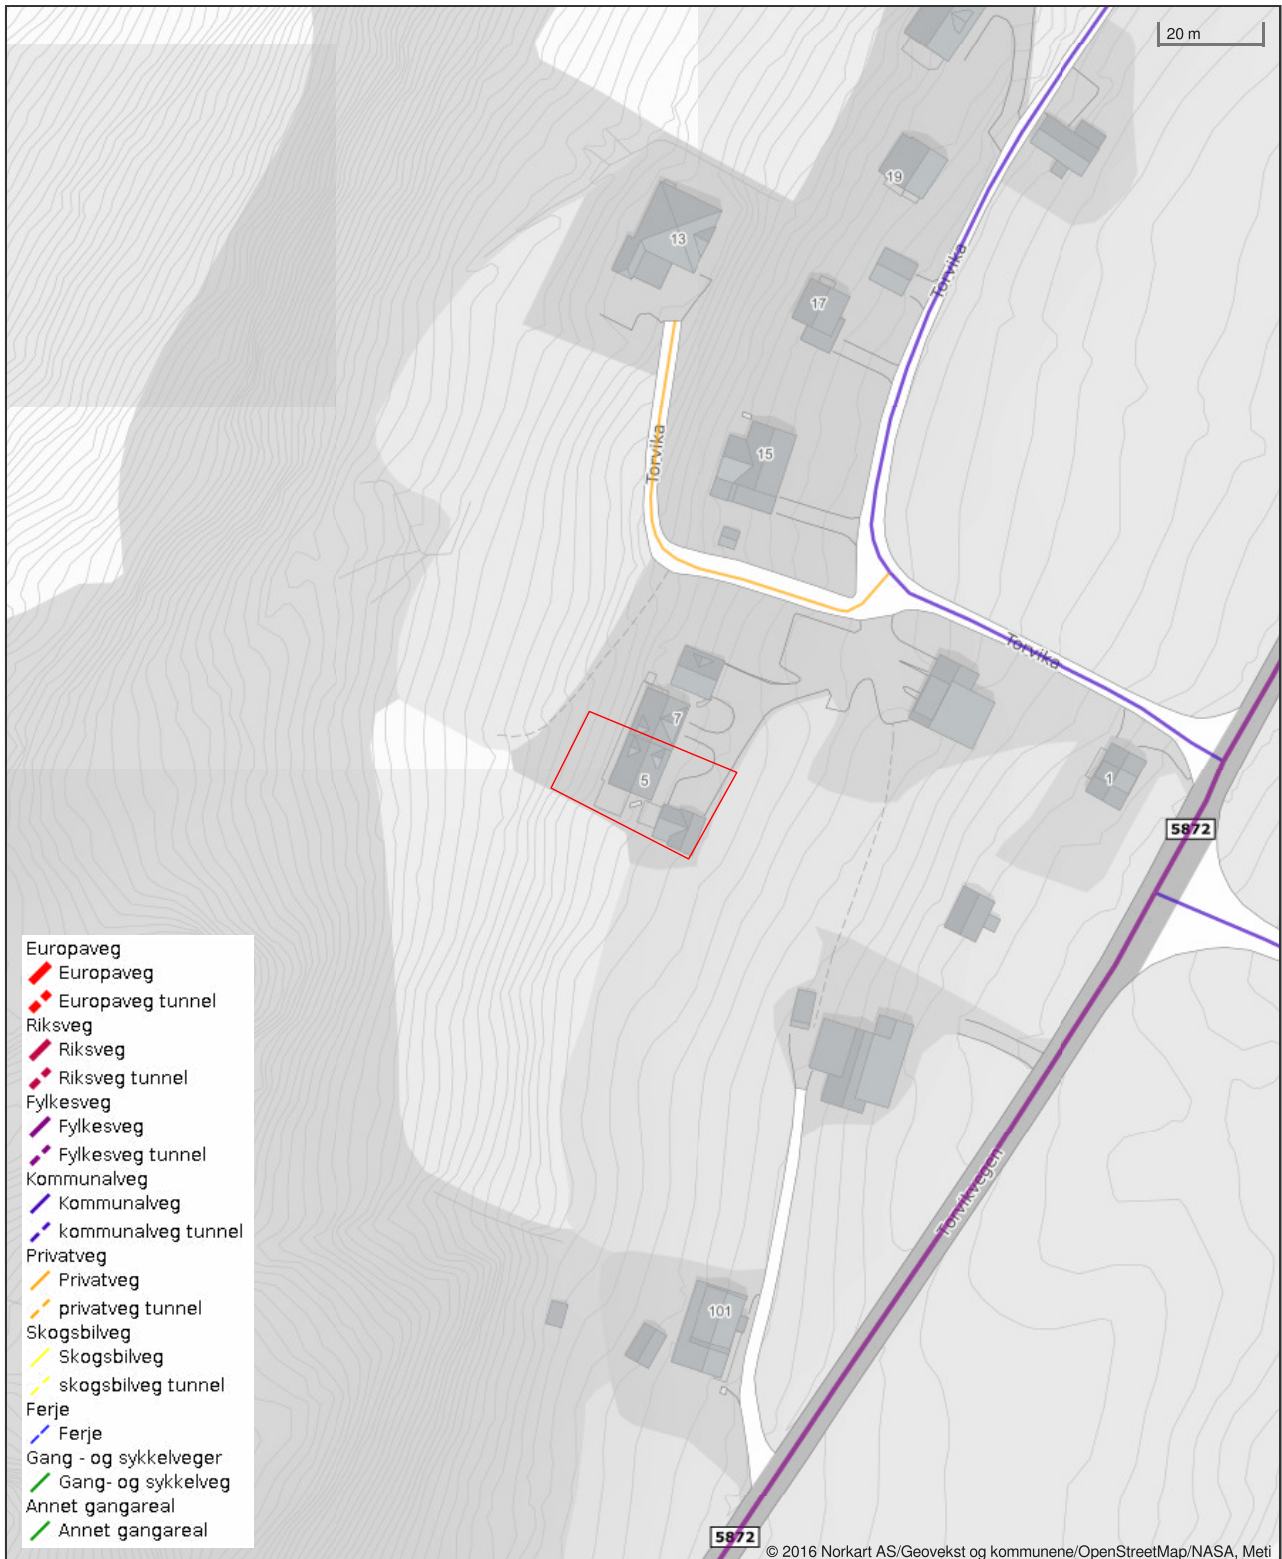 20 m
19
13
Torvika
17
Torvika
15
Torvika
7
5
1
5872
Europaveg
Europaveg
Europaveg tunnel
Riksveg
Riksveg
Riksveg tunnel
Fylkesveg
Fylkesveg
Fylkesveg tunnel
Kommunalveg
Kommunalveg
kommunalveg tunnel
Privatveg
Privatveg
privatveg tunnel
Skogsbilveg
Skogsbilveg
skogsbilveg tunnel
Ferje
Ferje
Gang - og sykkelveger
Gang- og sykkelveg
Annet gangareal
Annet gangareal
Torvikvegen
101
5872
© 2016 Norkart AS/Geovekst og kommunene/OpenStreetMap/NASA, Meti